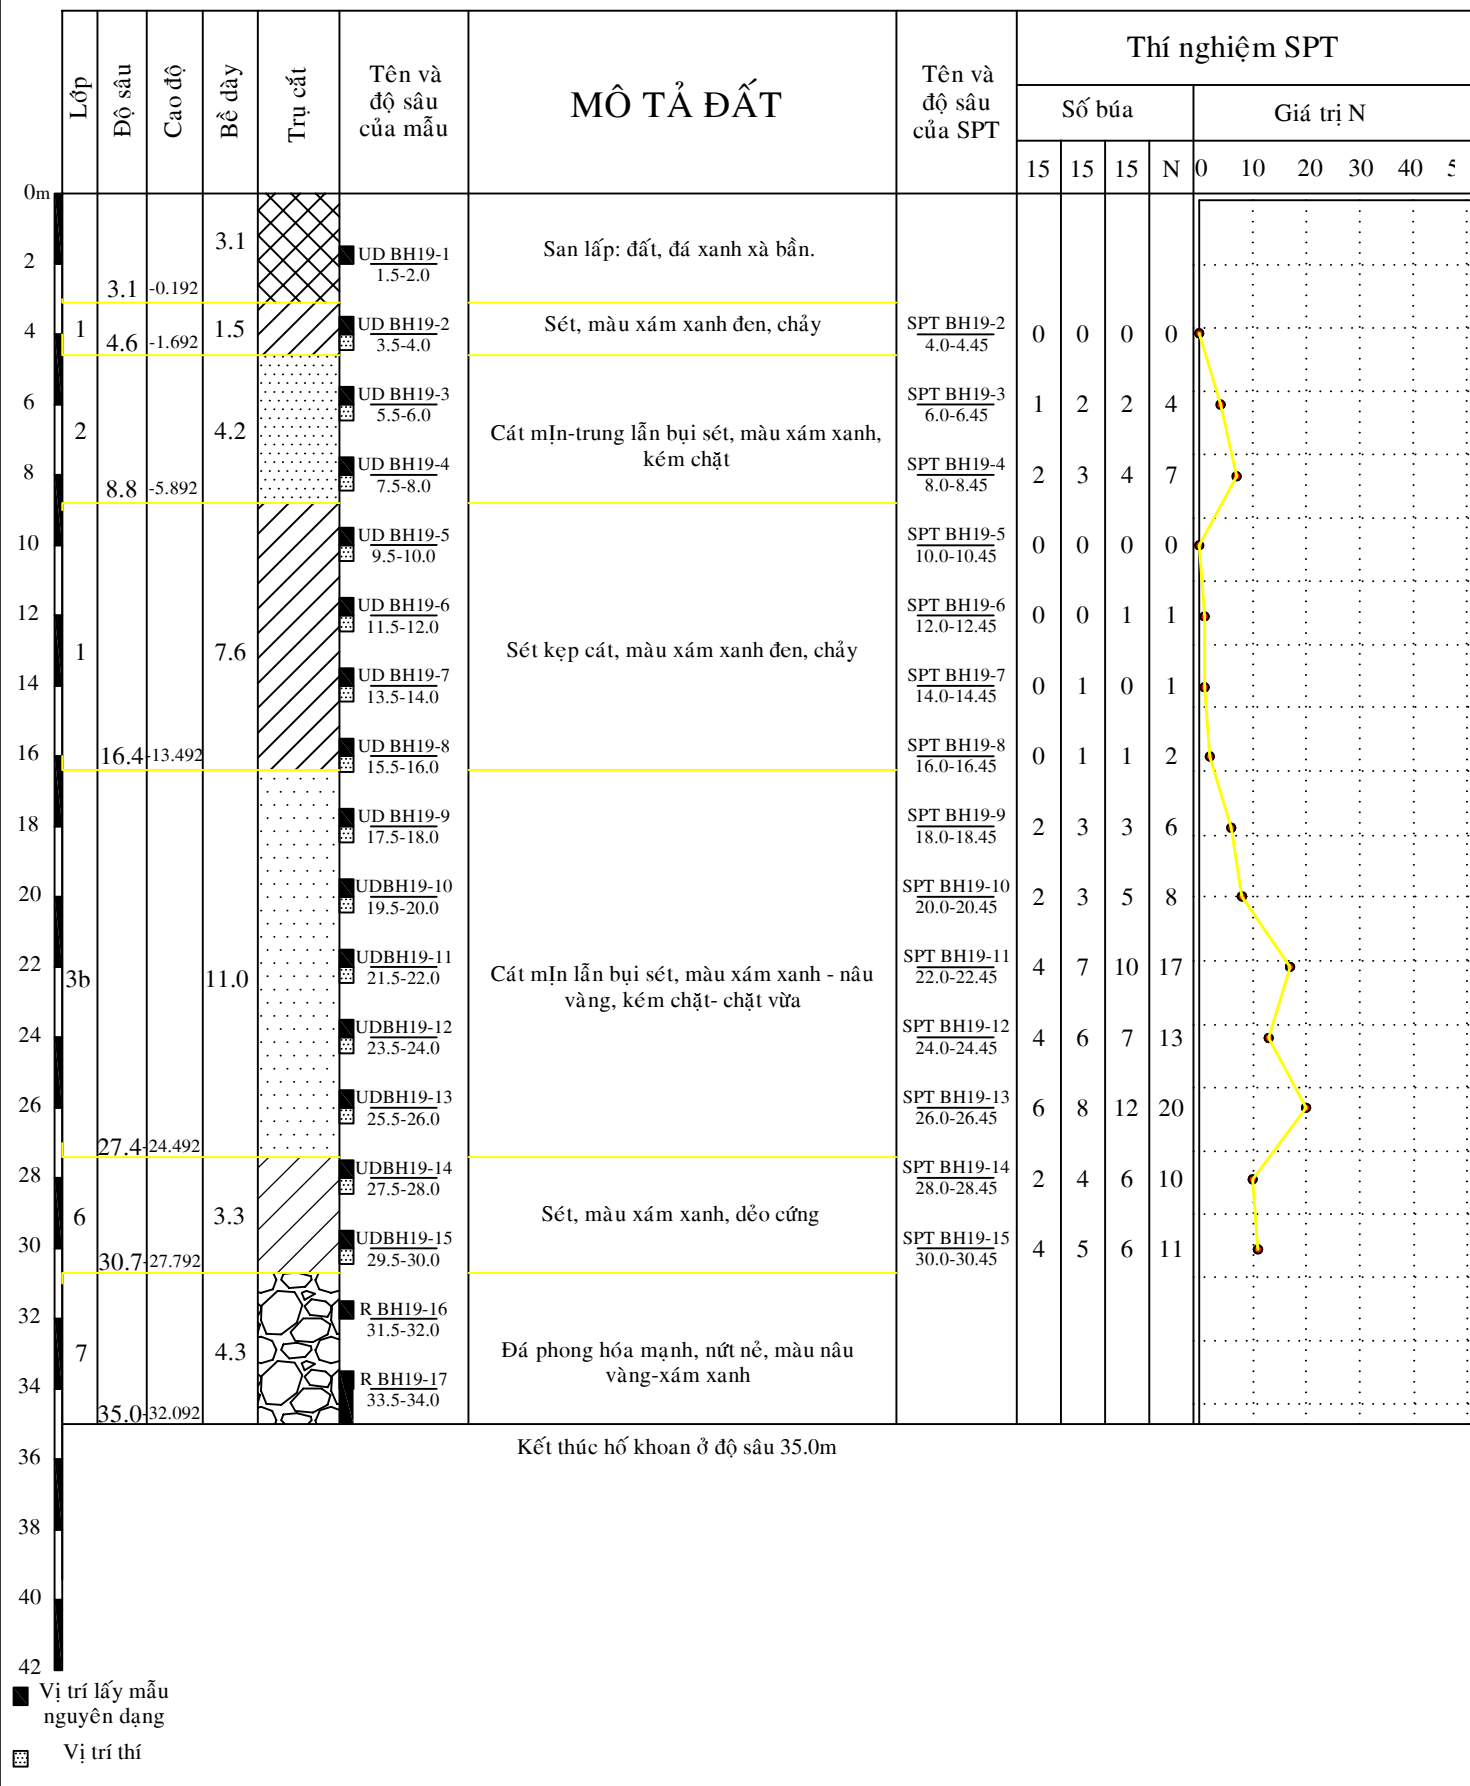 Lớp
Độ sâu
Cao độ
Bề dày
Trụ cắt
Tên và
độ sâu
của mẫu
MÔ TẢ ĐẤT
Tên và
độ sâu
của SPT
Thí nghiệm SPT
Số búa
Giá trị N
15 15 15 N
0 10 20 30 40 5
0m
3.1
San lấp: đất, đá xanh xà bần.
UD BH19-1
1.5-2.0
2
3.1 -0.192
1 1.5
Sét, màu xám xanh đen, chảy
UD BH19-2
3.5-4.0
SPT BH19-2
4.0-4.45
0 0 0 0
4
4.6 -1.692
UD BH19-3
5.5-6.0
SPT BH19-3
6.0-6.45
1 2 2 4
6
2 4.2
Cát mIn-trung lẫn bụi sét, màu xám xanh,
kém chặt
UD BH19-4
7.5-8.0
SPT BH19-4
8.0-8.45
2 3 4 7
8
8.8 -5.892
UD BH19-5
9.5-10.0
SPT BH19-5
10.0-10.45
0 0 0 0
10
UD BH19-6
11.5-12.0
SPT BH19-6
12.0-12.45
0 0 1 1
12
1 7.6
Sét kẹp cát, màu xám xanh đen, chảy
UD BH19-7
13.5-14.0
SPT BH19-7
14.0-14.45
0 1 0 1
14
UD BH19-8
15.5-16.0
SPT BH19-8
16.0-16.45
0 1 1 2
16
16.4 -13.492
UD BH19-9
17.5-18.0
SPT BH19-9
18.0-18.45
2 3 3 6
18
UDBH19-10
19.5-20.0
SPT BH19-10
20.0-20.45
2 3 5 8
20
UDBH19-11
21.5-22.0
SPT BH19-11
22.0-22.45
4 7 10 17
22
3b 11.0
Cát mIn lẫn bụi sét, màu xám xanh - nâu
vàng, kém chặt- chặt vừa
UDBH19-12
23.5-24.0
SPT BH19-12
24.0-24.45
4 6 7 13
24
UDBH19-13
25.5-26.0
SPT BH19-13
26.0-26.45
6 8 12 20
26
27.4 -24.492
UDBH19-14
27.5-28.0
SPT BH19-14
28.0-28.45
2 4 6 10
28
6 3.3
Sét, màu xám xanh, dẻo cứng
UDBH19-15
29.5-30.0
SPT BH19-15
30.0-30.45
4 5 6 11
30
30.7 -27.792
R BH19-16
31.5-32.0
32
7 4.3
Đá phong hóa mạnh, nứt nẻ, màu nâu
vàng-xám xanh
R BH19-17
33.5-34.0
34
35.0 -32.092
Kết thúc hố khoan ở độ sâu 35.0m
36
38
40
42
Vị trí lấy mẫu
nguyên dạng
Vị trí thí